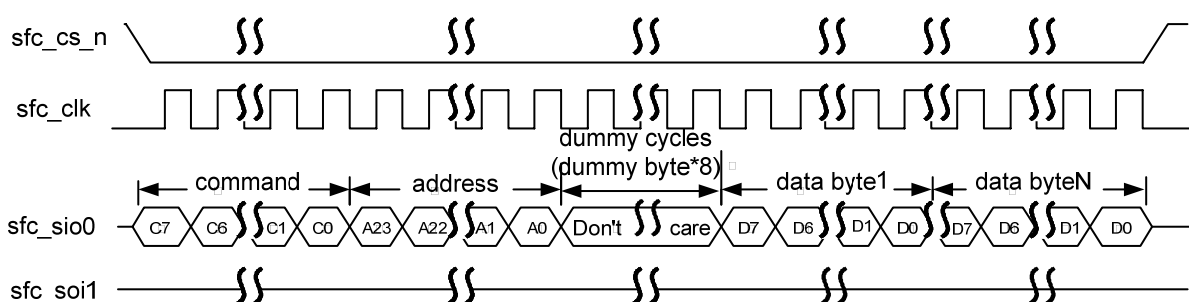 sfc_cs_n
sfc_clk
dummy cycles
(dummy byte*8)
command address data byte1 data byteN
sfc_sio0 C7 C6 C1 C0 A23 A22 A1 A0 Don't care D7 D6 D1 D0 D7 D6 D1 D0
sfc_soi1